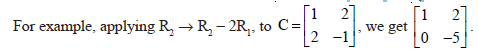 For example, applying R₂ → R₂ – 2R₁, to C = [1 2; 2 –1], we get [1 2; 0 –5].